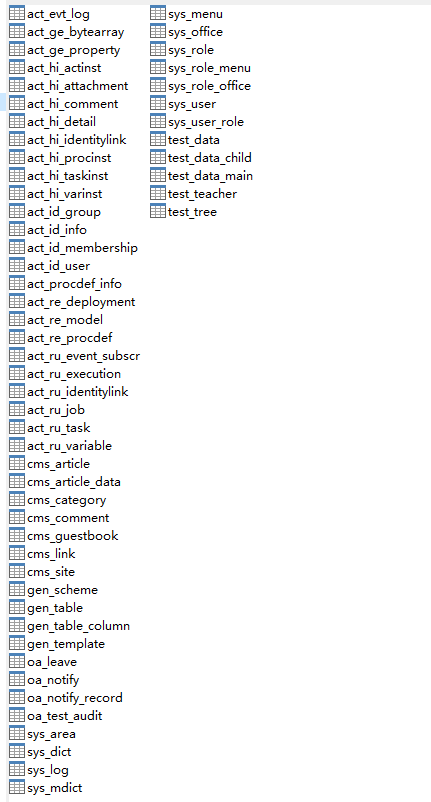 act_evt_log
act_ge_bytearray
act_ge_property
act_hi_actinst
act_hi_attachment
act_hi_comment
act_hi_detail
act_hi_identitylink
act_hi_procinst
act_hi_taskinst
act_hi_varinst
act_id_group
act_id_info
act_id_membership
act_id_user
act_procdef_info
act_re_deployment
act_re_model
act_re_procdef
act_ru_event_subscr
act_ru_execution
act_ru_identitylink
act_ru_job
act_ru_task
act_ru_variable
cms_article
cms_article_data
cms_category
cms_comment
cms_guestbook
cms_link
cms_site
gen_scheme
gen_table
gen_table_column
gen_template
oa_leave
oa_notify
oa_notify_record
oa_test_audit
sys_area
sys_dict
sys_log
sys_mdict
sys_menu
sys_office
sys_role
sys_role_menu
sys_role_office
sys_user
sys_user_role
test_data
test_data_child
test_data_main
test_teacher
test_tree